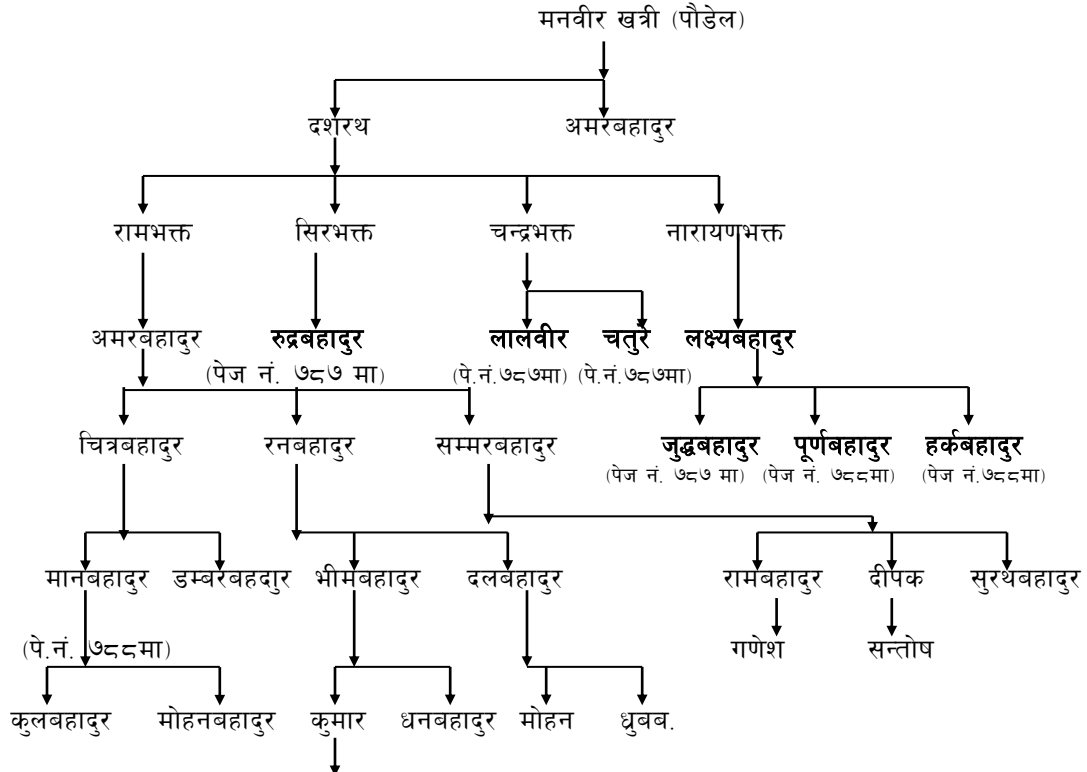 मनवीर खत्री (पौडेल)
दशरथ अमरबहादुर
रामभक्त सिरभक्त चन्द्रभक्त नारायणभक्त
अमरबहादुर रुद्रबहादुर लालवीर चतुरे लक्ष्यबहादुर
(पेज नं. ७८७ मा) (पे.नं.७८७मा) (पे.नं.७८७मा)
चित्रबहादुर रनबहादुर सम्मरबहादुर जुद्धबहादुर पूर्णबहादुर हर्कबहादुर
(पेज नं. ७८७ मा) (पेज नं. ७८८मा) (पेज नं.७८८मा)
मानबहादुर डम्बरबहदाुर भीमबहादुर दलबहादुर रामबहादुर दीपक सुरथबहादुर
(पे.नं. ७८८मा) गणेश सन्तोष
कुलबहादुर मोहनबहादुर कुमार धनबहादुर मोहन ध्रुबब.